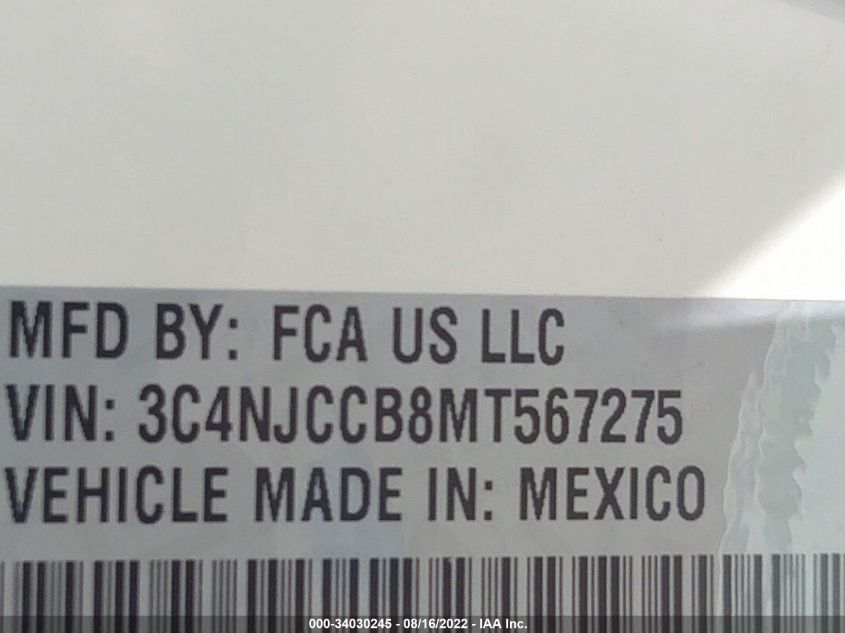 MFD BY: FCA US LLC
VIN: 3C4NJCCB8MT567275
VEHICLE MADE IN: MEXICO
000-34030245 - 08/16/2022 - IAA Inc.